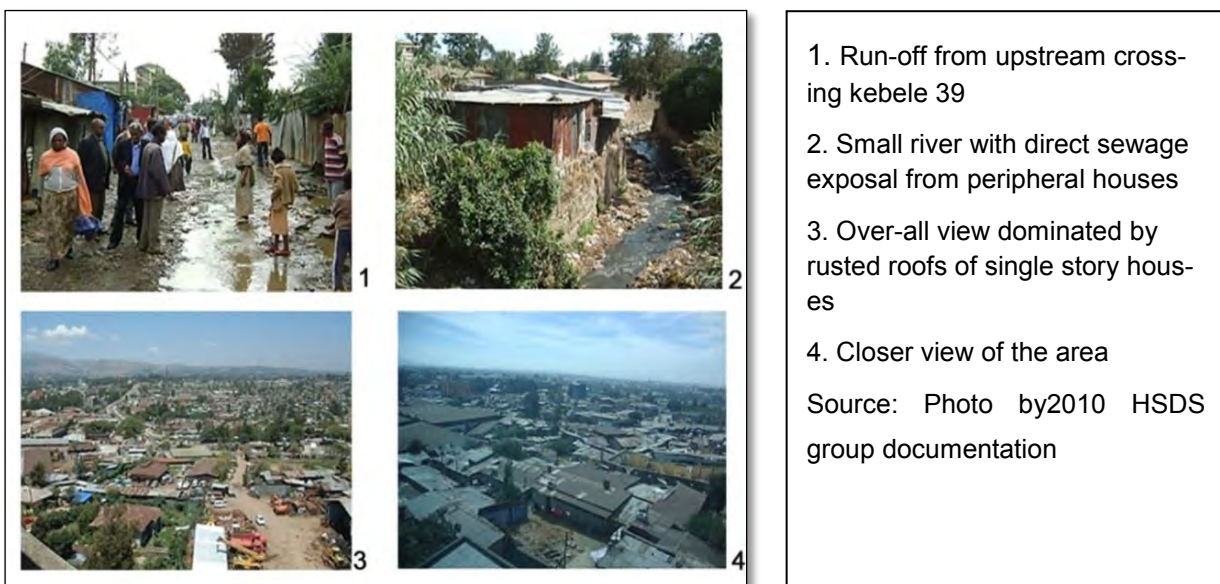 1
2
3
4
1. Run-off from upstream cross-
ing kebele 39
2. Small river with direct sewage
exposal from peripheral houses
3. Over-all view dominated by
rusted roofs of single story hous-
es
4. Closer view of the area
Source: Photo by2010 HSDS
group documentation